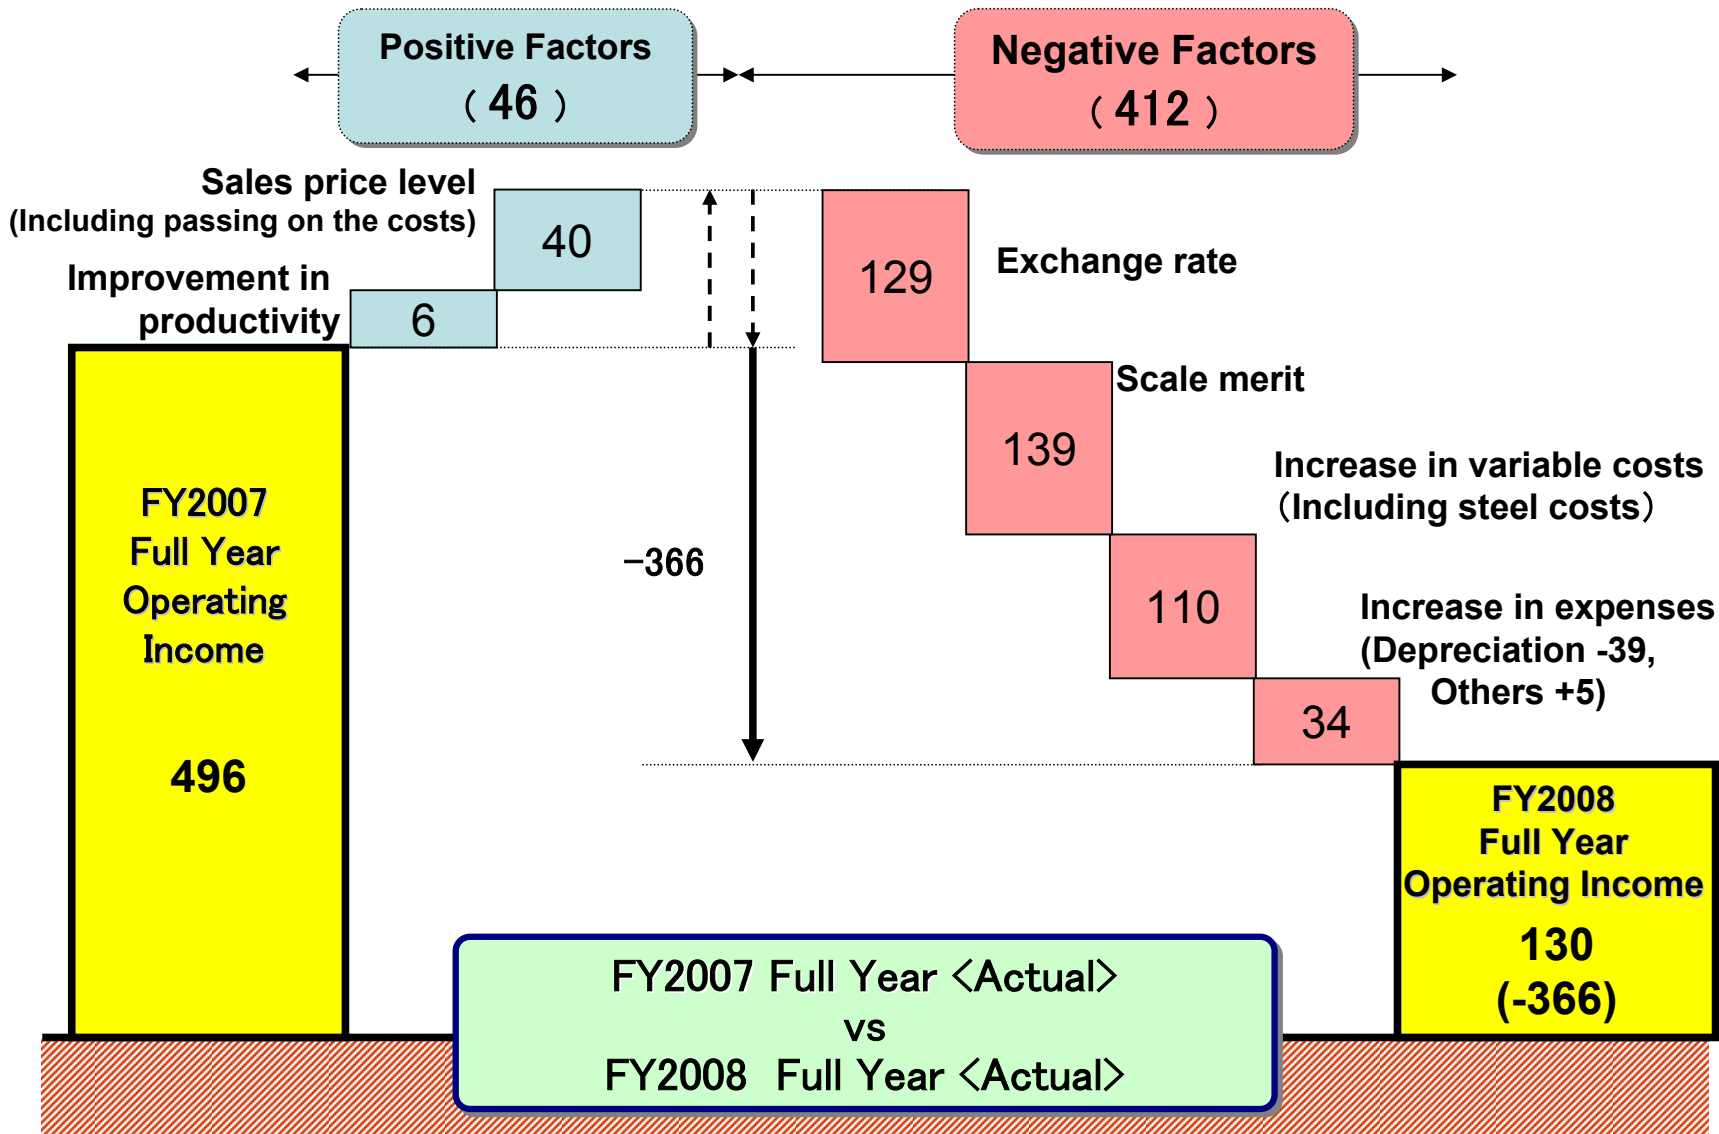 Positive Factors
( 46 )
Negative Factors
( 412 )
Sales price level
(Including passing on the costs)
40
Improvement in
productivity
6
129
Exchange rate
Scale merit
139
Increase in variable costs
（Including steel costs）
110
−366
Increase in expenses
(Depreciation -39,
Others +5)
34
FY2007
Full Year
Operating
Income
496
FY2008
Full Year
Operating Income
130
(-366)
FY2007 Full Year <Actual>
vs
FY2008 Full Year <Actual>